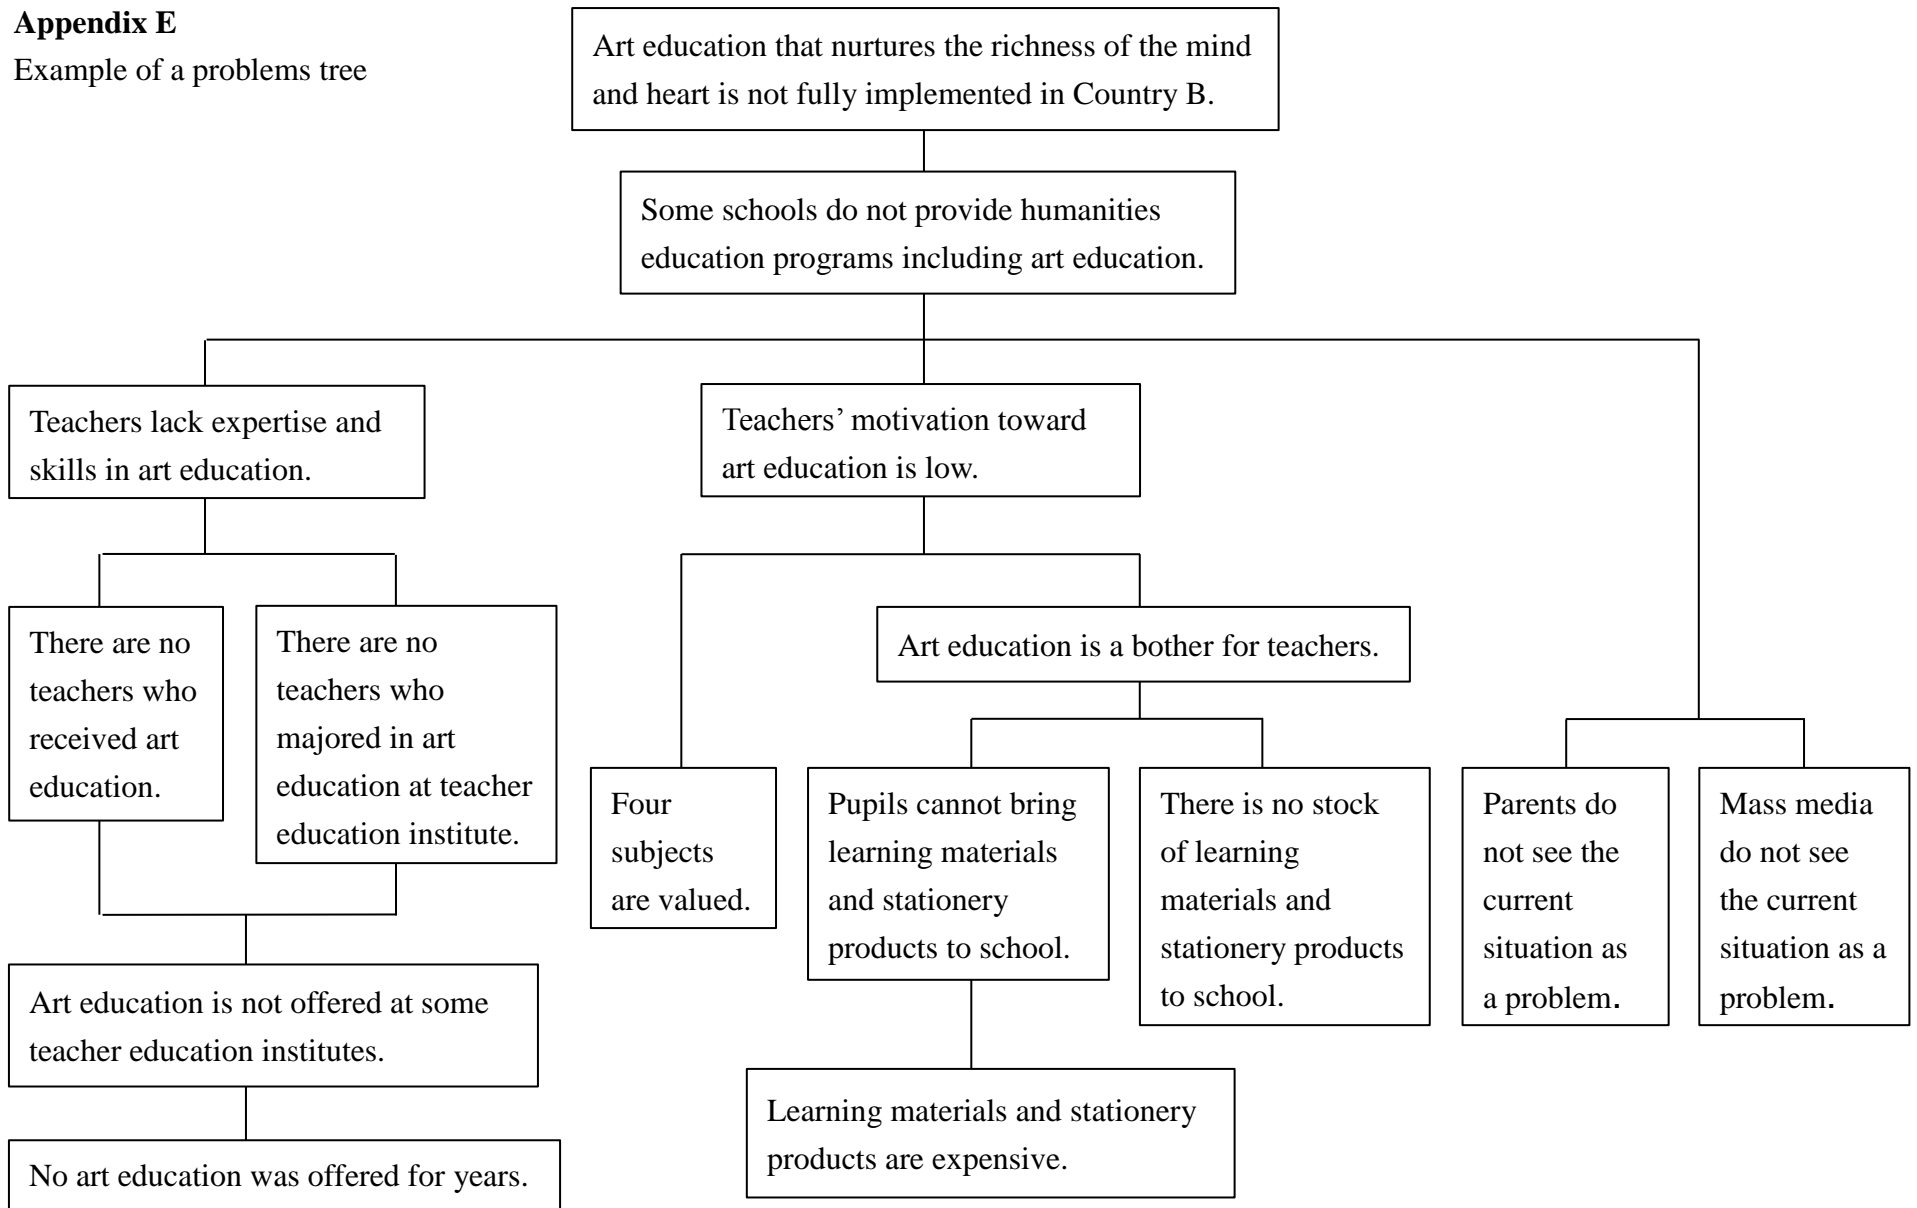 Appendix E
Example of a problems tree
Art education that nurtures the richness of the mind
and heart is not fully implemented in Country B.
Some schools do not provide humanities
education programs including art education.
Teachers lack expertise and
skills in art education.
Teachers’ motivation toward
art education is low.
There are no
teachers who
received art
education.
There are no
teachers who
majored in art
education at teacher
education institute.
Art education is a bother for teachers.
Four
subjects
are valued.
Pupils cannot bring
learning materials
and stationery
products to school.
There is no stock
of learning
materials and
stationery products
to school.
Parents do
not see the
current
situation as
a problem.
Mass media
do not see
the current
situation as a
problem.
Art education is not offered at some
teacher education institutes.
Learning materials and stationery
products are expensive.
No art education was offered for years.